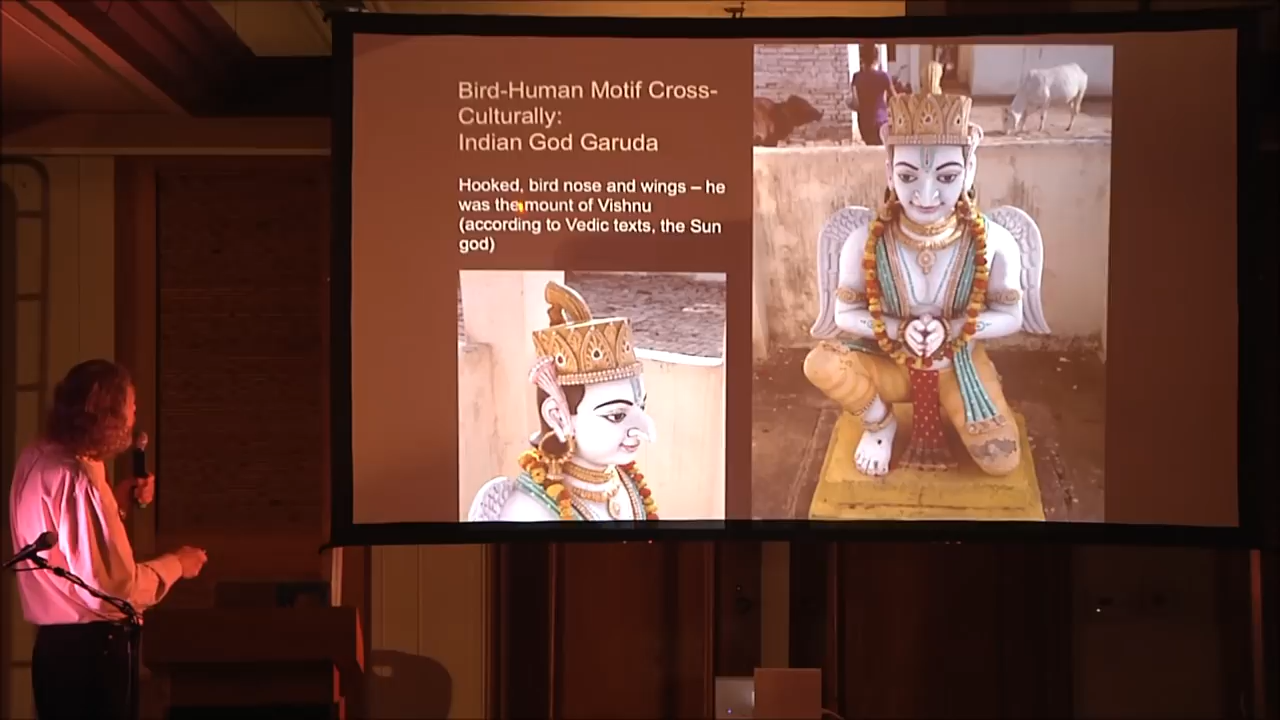 Bird-Human Motif Cross-
Culturally:
Indian God Garuda
Hooked, bird nose and wings – he
was the mount of Vishnu
(according to Vedic texts, the Sun
god)